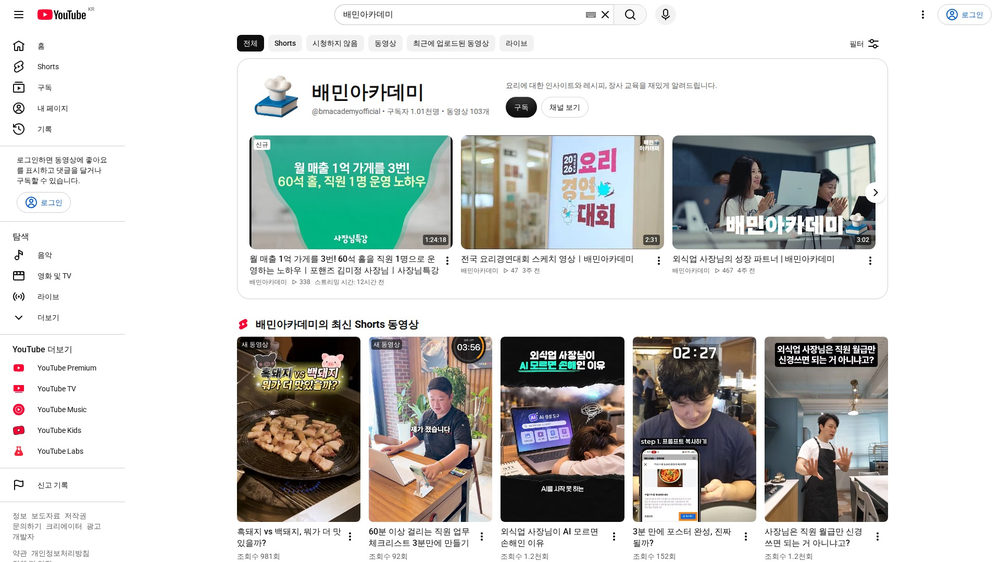 YouTube KR
배민아카데미
로그인
홈
Shorts
구독
내 페이지
기록
로그인하면 동영상에 좋아요
를 표시하고 댓글을 달거나
구독할 수 있습니다.
로그인
탐색
음악
영화 및 TV
라이브
더보기
YouTube 더보기
YouTube Premium
YouTube TV
YouTube Music
YouTube Kids
YouTube Labs
신고 기록
정보 보도자료 저작권
문의하기 크리에이터 광고
개발자
약관 개인정보처리방침
전체 Shorts 시청하지 않음 동영상 최근에 업로드된 동영상 라이브
필터
배민아카데미
@bmacademyofficial • 구독자 1.01천명 • 동영상 103개
요리에 대한 인사이트와 레시피, 장사 교육을 재밌게 알려드립니다.
구독 채널 보기
신규
월 매출 1억 가게를 3번!
60석 홀, 직원 1명 운영 노하우
사장님특강
1:24:18
월 매출 1억 가게를 3번! 60석 홀을 직원 1명으로 운
영하는 노하우ㅣ포핸즈 김미정 사장님ㅣ사장님특강
배민아카데미 ▷ 338 스트리밍 시간: 12시간 전
2026 요리
경연
대회
배민
아카데미
2:31
전국 요리경연대회 스케치 영상ㅣ배민아카데미
배민아카데미 ▷ 47 3주 전
배민아카데미
3:02
외식업 사장님의 성장 파트너 | 배민아카데미
배민아카데미 ▷ 467 4주 전
배민아카데미의 최신 Shorts 동영상
새 동영상
흑돼지 vs 백돼지
뭐가 더 맛있을까?
흑돼지 vs 백돼지, 뭐가 더 맛
있을까?
조회수 981회
새 동영상
03:56
제가 졌습니다
60분 이상 걸리는 직원 업무
체크리스트 3분만에 만들기
조회수 92회
외식업 사장님이
AI 모르면 손해인 이유
AI를 시작 못 하는
외식업 사장님이 AI 모르면
손해인 이유
조회수 1.2천회
02:27
step 1. 프롬프트 복사하기
3분 만에 포스터 완성, 진짜
될까?
조회수 152회
외식업 사장님은 직원 월급만
신경쓰면 되는 거 아니냐고?
사장님은 직원 월급만 신경
쓰면 되는 거 아니냐고?
조회수 1.2천회